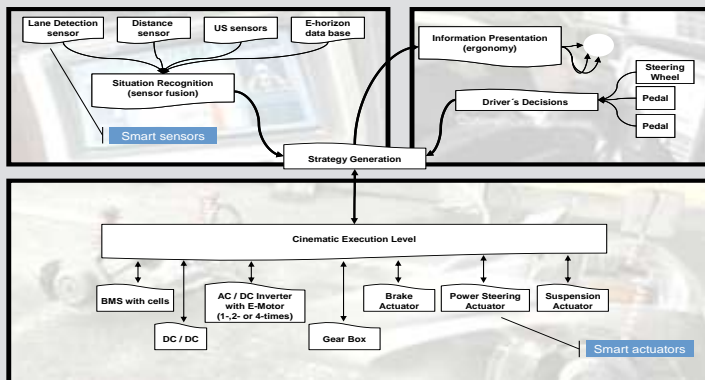 Lane Detection
sensor
Distance
sensor
US sensors
E-horizon
data base
Situation Recognition
(sensor fusion)
Smart sensors
Information Presentation
(ergonomy)
Steering
Wheel
Driver´s Decisions
Pedal
Pedal
Strategy Generation
Cinematic Execution Level
BMS with cells
DC / DC
AC / DC Inverter
with E-Motor
(1-,2- or 4-times)
Gear Box
Brake
Actuator
Power Steering
Actuator
Suspension
Actuator
Smart actuators